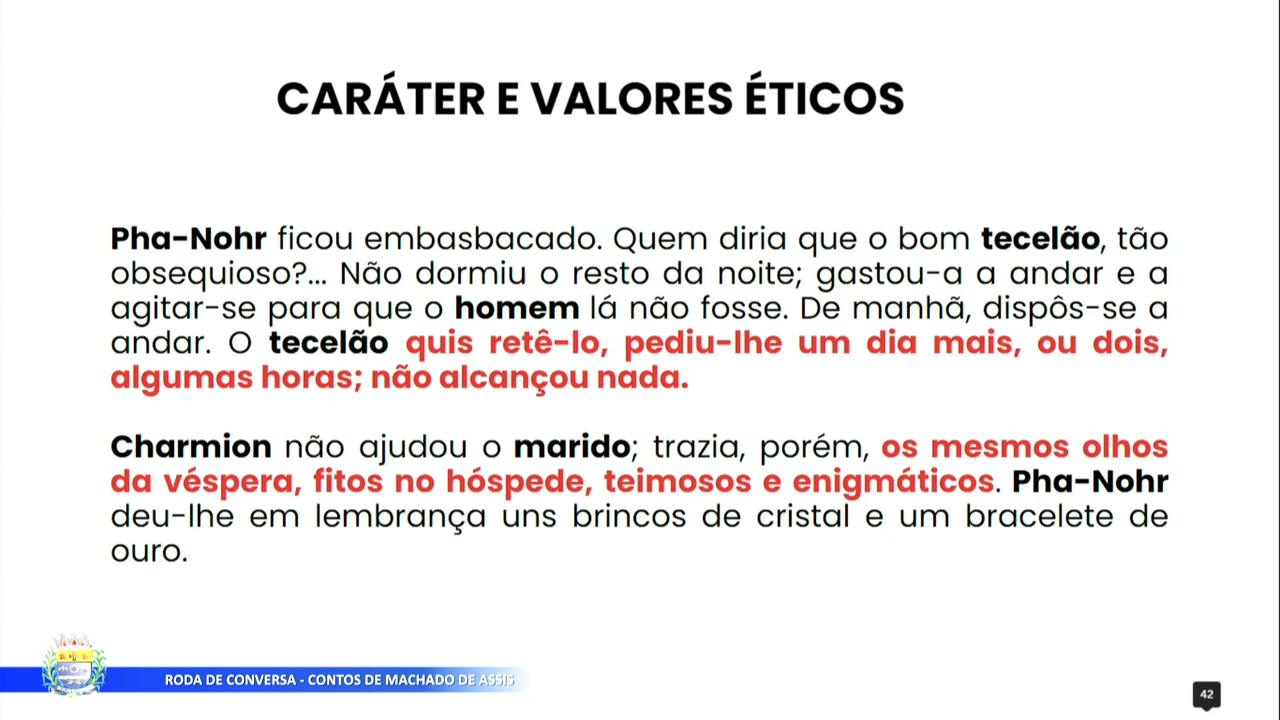 CARÁTER E VALORES ÉTICOS
Pha-Nohr ficou embasbacado. Quem diria que o bom tecelão, tão
obsequioso?... Não dormiu o resto da noite; gastou-a a andar e a
agitar-se para que o homem lá não fosse. De manhã, dispôs-se a
andar. O tecelão quis retê-lo, pediu-lhe um dia mais, ou dois,
algumas horas; não alcançou nada.
Charmion não ajudou o marido; trazia, porém, os mesmos olhos
da véspera, fitos no hóspede, teimosos e enigmáticos. Pha-Nohr
deu-lhe em lembrança uns brincos de cristal e um bracelete de
ouro.
RODA DE CONVERSA - CONTOS DE MACHADO DE ASSIS
42